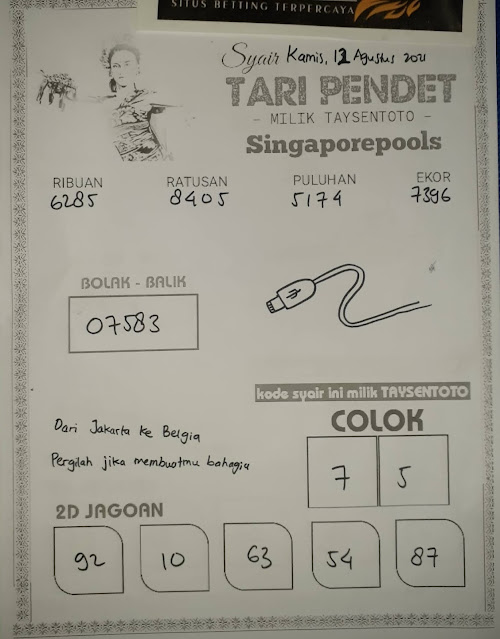 SITUS BETTING TERPERCAYA
Syair Kamis, 12 Agustus 2021
TARI PENDET
- MILIK TAYSENTOTO -
Singaporepools
RIBUAN RATUSAN PULUHAN EKOR
6285 8405 5174 7396
BOLAK - BALIK
07583
kode syair ini milik TAYSENTOTO
COLOK
7 5
Dari Jakarta ke Belgia
Pergilah jika membuatmu bahagia
2D JAGOAN
92 10 63 54 87